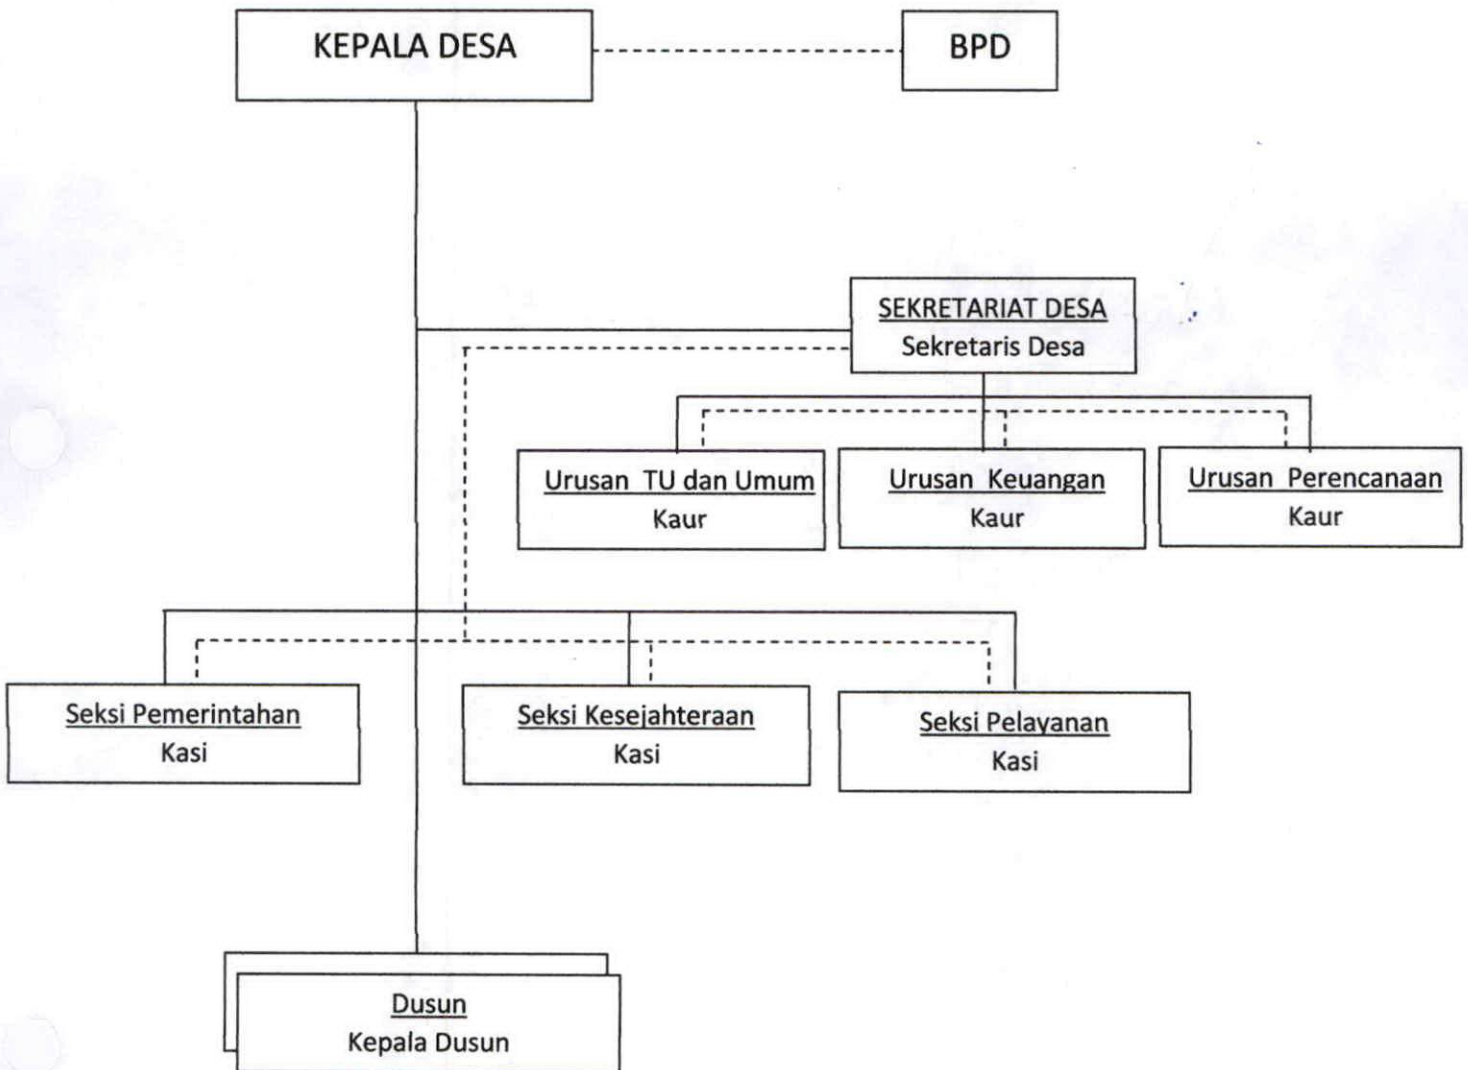 KEPALA DESA
BPD
SEKRETARIAT DESA
Sekretaris Desa
Urusan TU dan Umum
Kaur
Urusan Keuangan
Kaur
Urusan Perencanaan
Kaur
Seksi Pemerintahan
Kasi
Seksi Kesejahteraan
Kasi
Seksi Pelayanan
Kasi
Dusun
Kepala Dusun